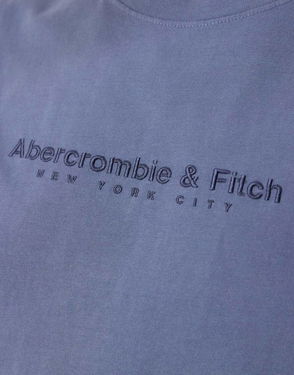 Abercrombie & Fitch
NEW YORK CITY